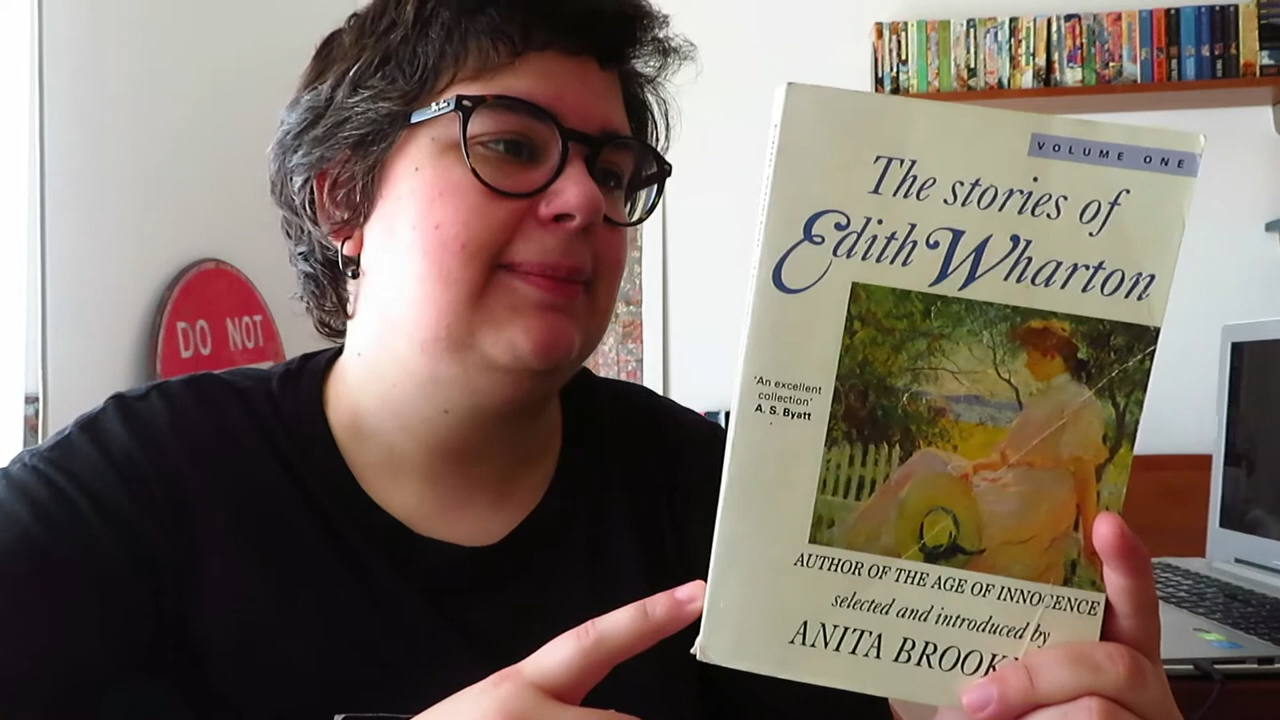 VOLUME ONE
The stories of
Edith Wharton
'An excellent
collection'
A. S. Byatt
AUTHOR OF THE AGE OF INNOCENCE
selected and introduced by
ANITA
DO NOT